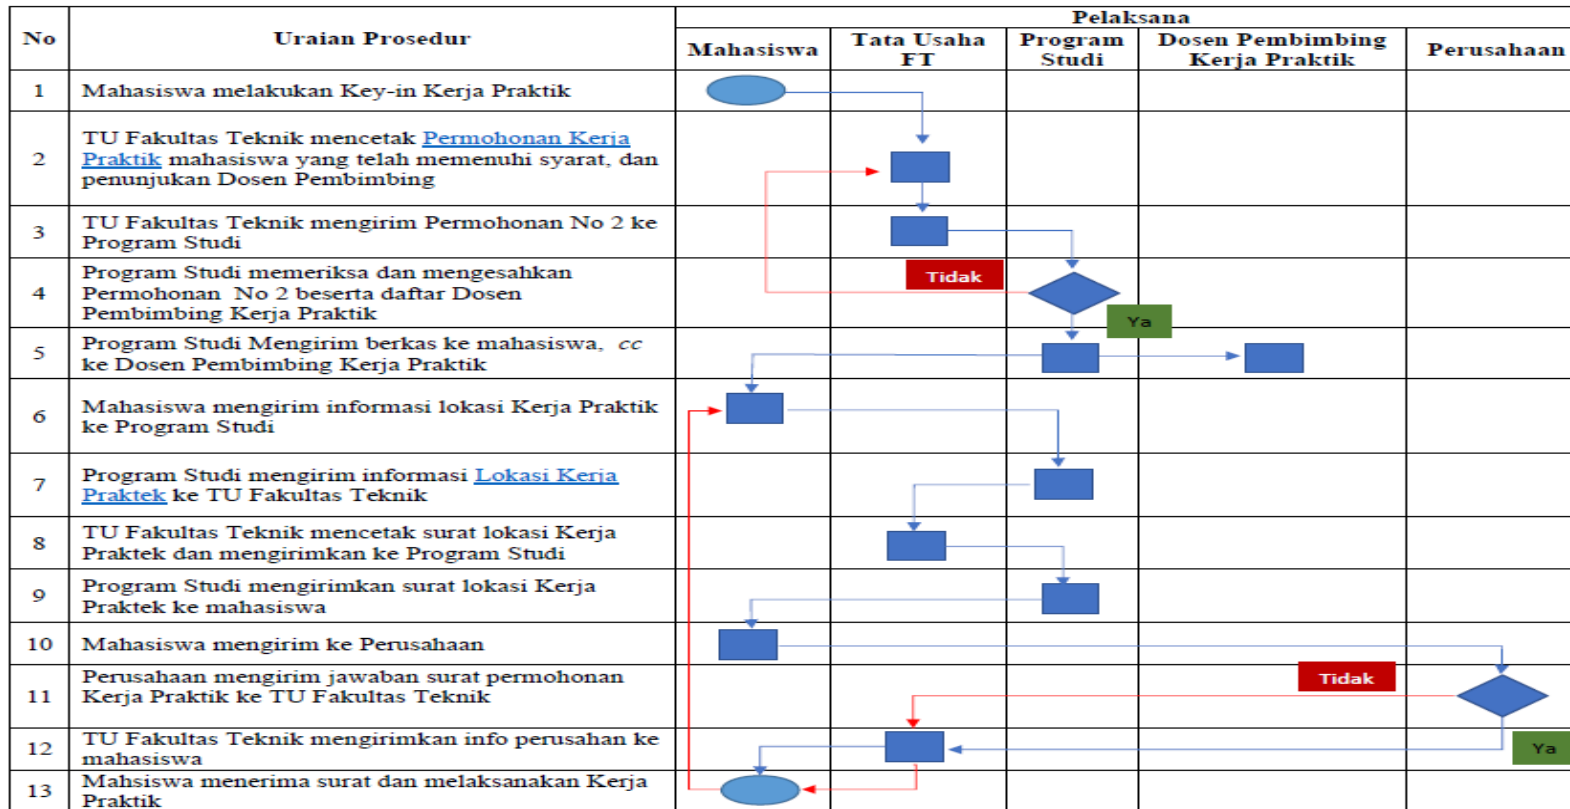 No
Uraian Prosedur
Pelaksana
Mahasiswa
Tata Usaha
FT
Program
Studi
Dosen Pembimbing
Kerja Praktik
Perusahaan
1
Mahasiswa melakukan Key-in Kerja Praktik
2
TU Fakultas Teknik mencetak Permohonan Kerja
Praktik mahasiswa yang telah memenuhi syarat, dan
penunjukan Dosen Pembimbing
3
TU Fakultas Teknik mengirim Permohonan No 2 ke
Program Studi
4
Program Studi memeriksa dan mengesahkan
Permohonan No 2 beserta daftar Dosen
Pembimbing Kerja Praktik
Tidak
Ya
5
Program Studi Mengirim berkas ke mahasiswa, cc
ke Dosen Pembimbing Kerja Praktik
6
Mahasiswa mengirim informasi lokasi Kerja Praktik
ke Program Studi
7
Program Studi mengirim informasi Lokasi Kerja
Praktek ke TU Fakultas Teknik
8
TU Fakultas Teknik mencetak surat lokasi Kerja
Praktek dan mengirimkan ke Program Studi
9
Program Studi mengirimkan surat lokasi Kerja
Praktek ke mahasiswa
10
Mahasiswa mengirim ke Perusahaan
11
Perusahaan mengirim jawaban surat permohonan
Kerja Praktik ke TU Fakultas Teknik
Tidak
12
TU Fakultas Teknik mengirimkan info perusahan ke
mahasiswa
Ya
13
Mahsiswa menerima surat dan melaksanakan Kerja
Praktik